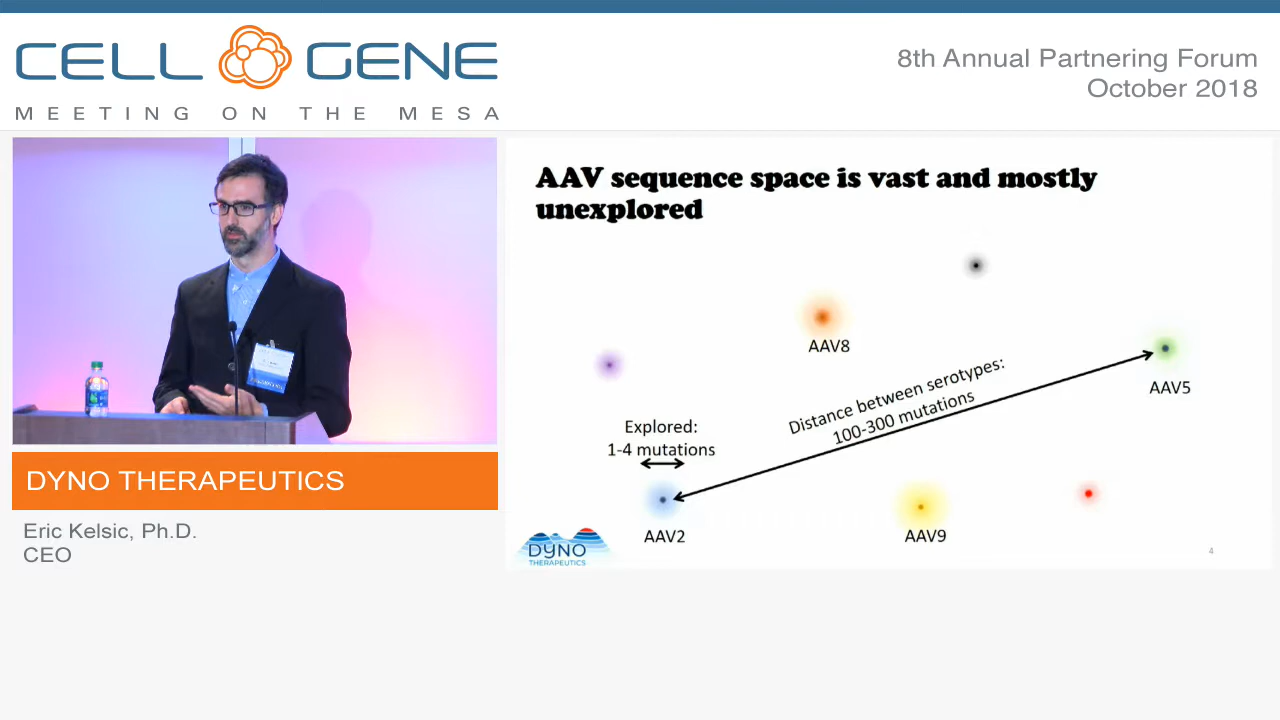 CELL GENE
MEETING ON THE MESA
8th Annual Partnering Forum
October 2018
AAV sequence space is vast and mostly
unexplored
AAV8
AAV5
Distance between serotypes:
100-300 mutations
Explored:
1-4 mutations
AAV2
AAV9
DYNO
THERAPEUTICS
4
DYNO THERAPEUTICS
Eric Kelsic, Ph.D.
CEO